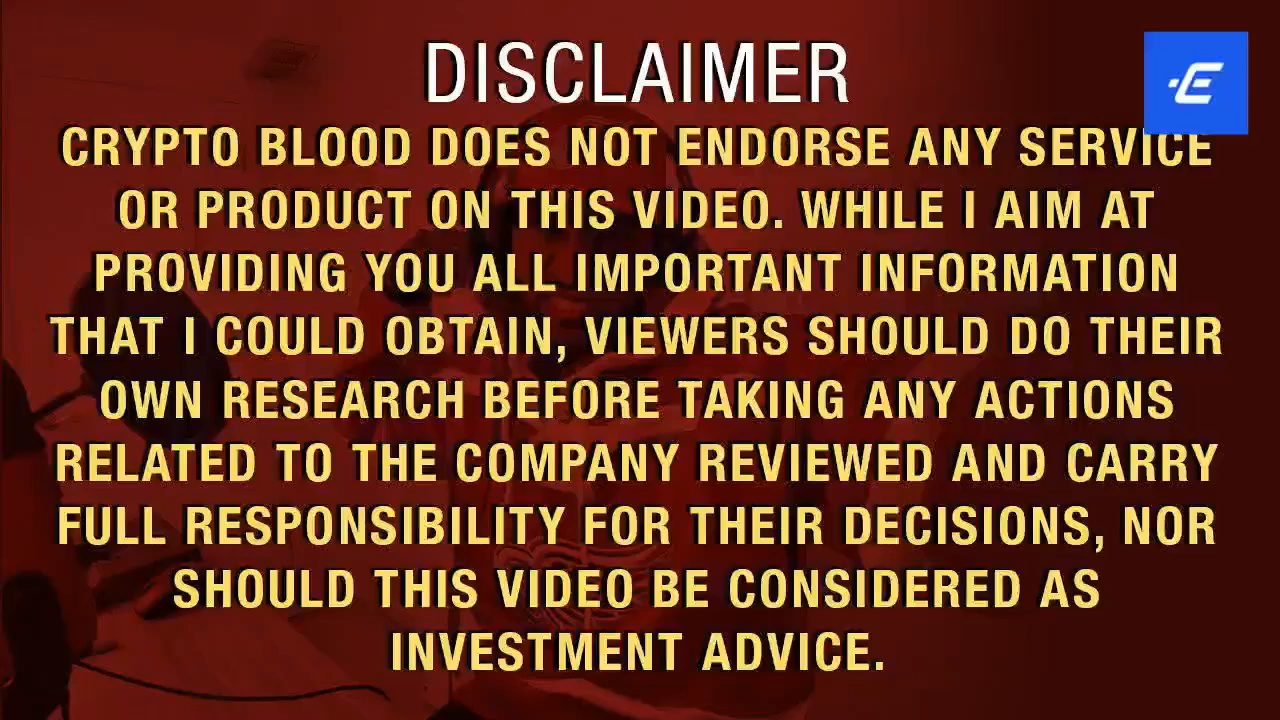 DISCLAIMER
CRYPTO BLOOD DOES NOT ENDORSE ANY SERVICE
OR PRODUCT ON THIS VIDEO. WHILE I AIM AT
PROVIDING YOU ALL IMPORTANT INFORMATION
THAT I COULD OBTAIN, VIEWERS SHOULD DO THEIR
OWN RESEARCH BEFORE TAKING ANY ACTIONS
RELATED TO THE COMPANY REVIEWED AND CARRY
FULL RESPONSIBILITY FOR THEIR DECISIONS, NOR
SHOULD THIS VIDEO BE CONSIDERED AS
INVESTMENT ADVICE.